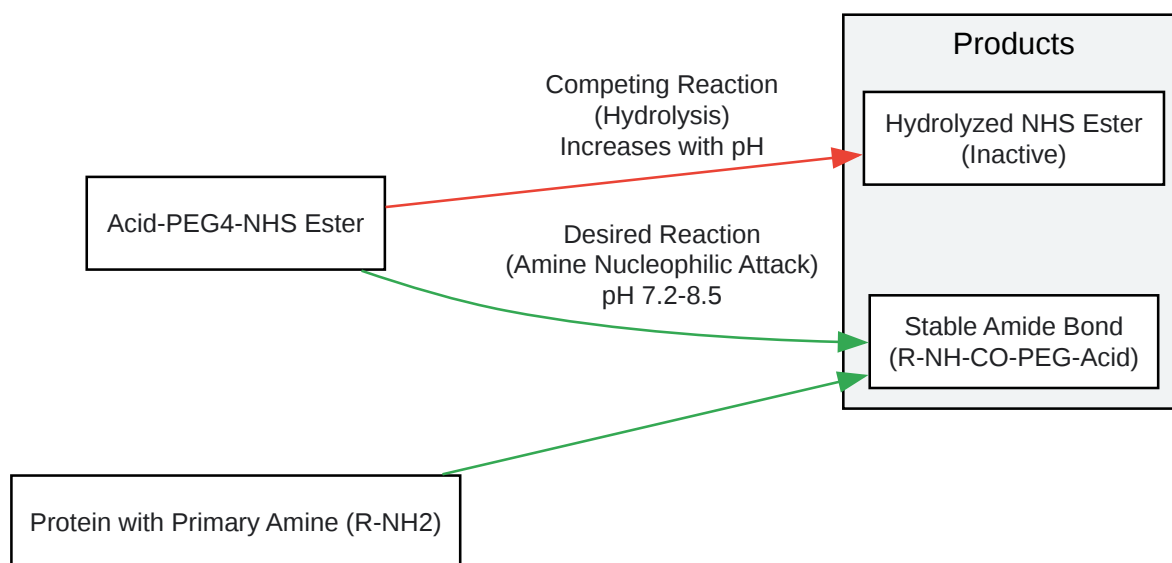 Products
Competing Reaction
(Hydrolysis)
Increases with pH
Hydrolyzed NHS Ester
(Inactive)
Acid-PEG4-NHS Ester
Desired Reaction
(Amine Nucleophilic Attack)
pH 7.2-8.5
Stable Amide Bond
(R-NH-CO-PEG-Acid)
Protein with Primary Amine (R-NH2)